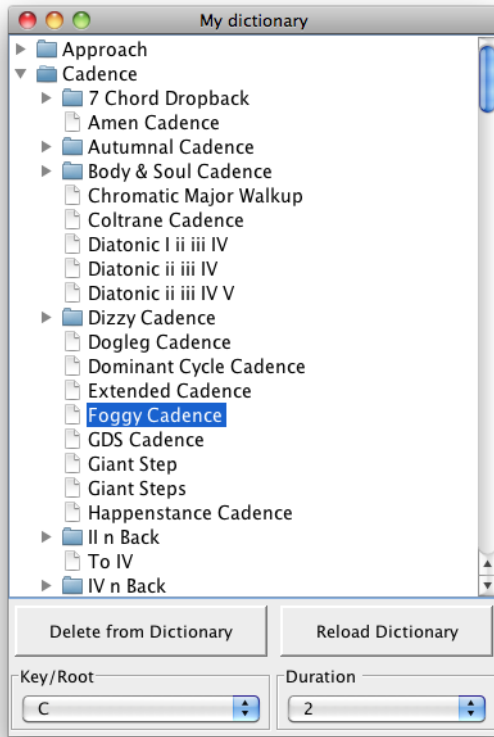 My dictionary
Approach
Cadence
7 Chord Dropback
Amen Cadence
Autumnal Cadence
Body & Soul Cadence
Chromatic Major Walkup
Coltrane Cadence
Diatonic I ii iii IV
Diatonic ii iii IV
Diatonic ii iii IV V
Dizzy Cadence
Dogleg Cadence
Dominant Cycle Cadence
Extended Cadence
Foggy Cadence
GDS Cadence
Giant Step
Giant Steps
Happenstance Cadence
II n Back
To IV
IV n Back
Delete from Dictionary Reload Dictionary
Key/Root Duration
C 2